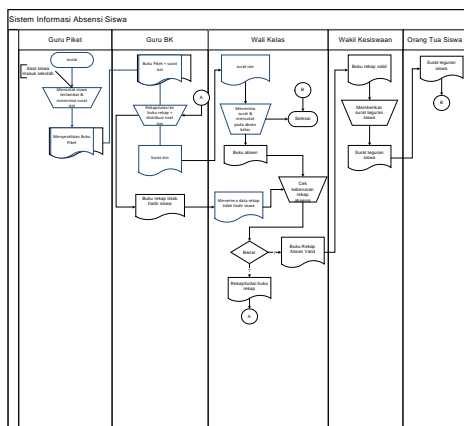 Sistem Informasi Absensi Siswa
Guru Piket
Guru BK
Wali Kelas
Wakil Kesiswaan
Orang Tua Siswa
mulai
Saat siswa
masuk sekolah
Mencatat siswa
terlambat &
menerima surat
izin
Menyerahkan Buku
Piket
Buku Piket + surat
izin
A
Rekapitulasi ke
buku rekap +
distribusi surat
izin
Surat izin
Buku rekap tidak
hadir siswa
surat izin
Menerima
surat &
mencatat
pada absen
kelas
B
Selesai
Buku absen
Cek
kebenaran
rekap
absensi
Menerima data rekap
tidak hadir siswa
Benar
Y
Buku Rekap
Absen Valid
Rekapitulasi buku
rekap
A
Buku rekap valid
Memberikan
surat teguran
siswa
Surat teguran
siswa
Surat teguran
siswa
B